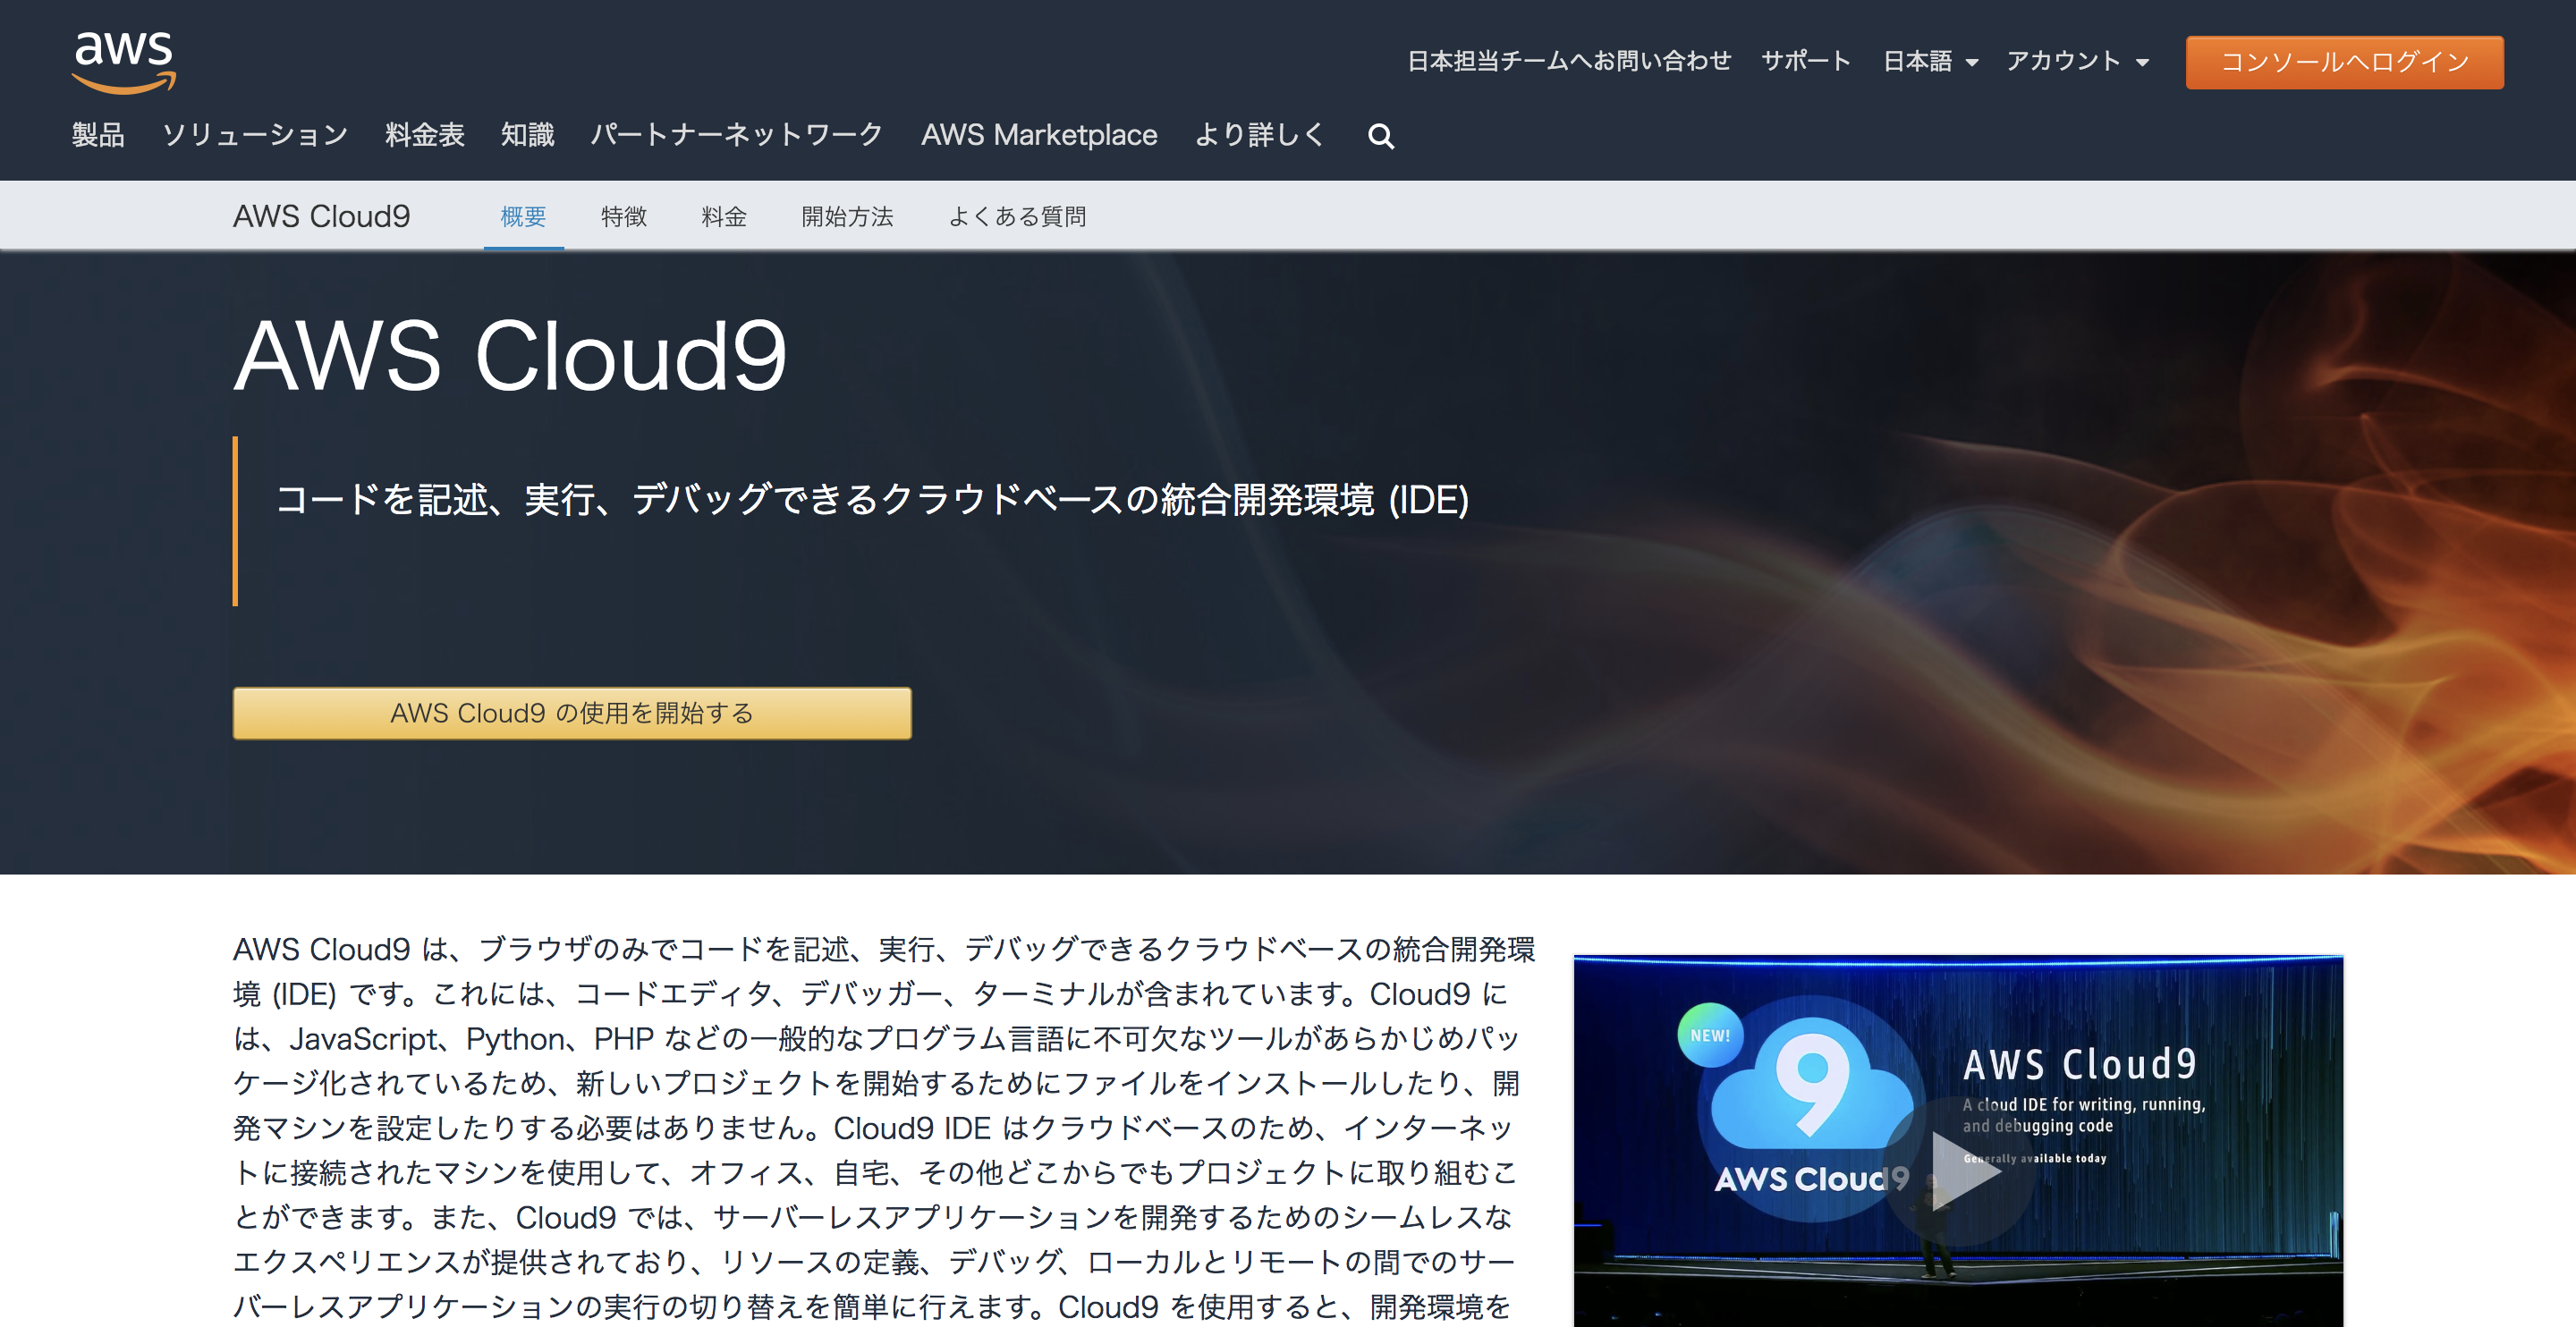 aws
日本担当チームへお問い合わせ サポート 日本語 アカウント コンソールへログイン
製品 ソリューション 料金表 知識 パートナーネットワーク AWS Marketplace より詳しく
AWS Cloud9 概要 特徴 料金 開始方法 よくある質問
AWS Cloud9
コードを記述、実行、デバッグできるクラウドベースの統合開発環境 (IDE)
AWS Cloud9 の使用を開始する
AWS Cloud9 は、ブラウザのみでコードを記述、実行、デバッグできるクラウドベースの統合開発環
境 (IDE) です。これには、コードエディタ、デバッガー、ターミナルが含まれています。Cloud9 に
は、JavaScript、Python、PHP などの一般的なプログラム言語に不可欠なツールがあらかじめパッ
ケージ化されているため、新しいプロジェクトを開始するためにファイルをインストールしたり、開
発マシンを設定したりする必要はありません。Cloud9 IDE はクラウドベースのため、インターネッ
トに接続されたマシンを使用して、オフィス、自宅、その他どこからでもプロジェクトに取り組むこ
とができます。また、Cloud9 では、サーバーレスアプリケーションを開発するためのシームレスな
エクスペリエンスが提供されており、リソースの定義、デバッグ、ローカルとリモートの間でのサー
バーレスアプリケーションの実行の切り替えを簡単に行えます。Cloud9 を使用すると、開発環境を
NEW!
9
AWS Cloud9
AWS Cloud9
A cloud IDE for writing, running,
and debugging code
Generally available today